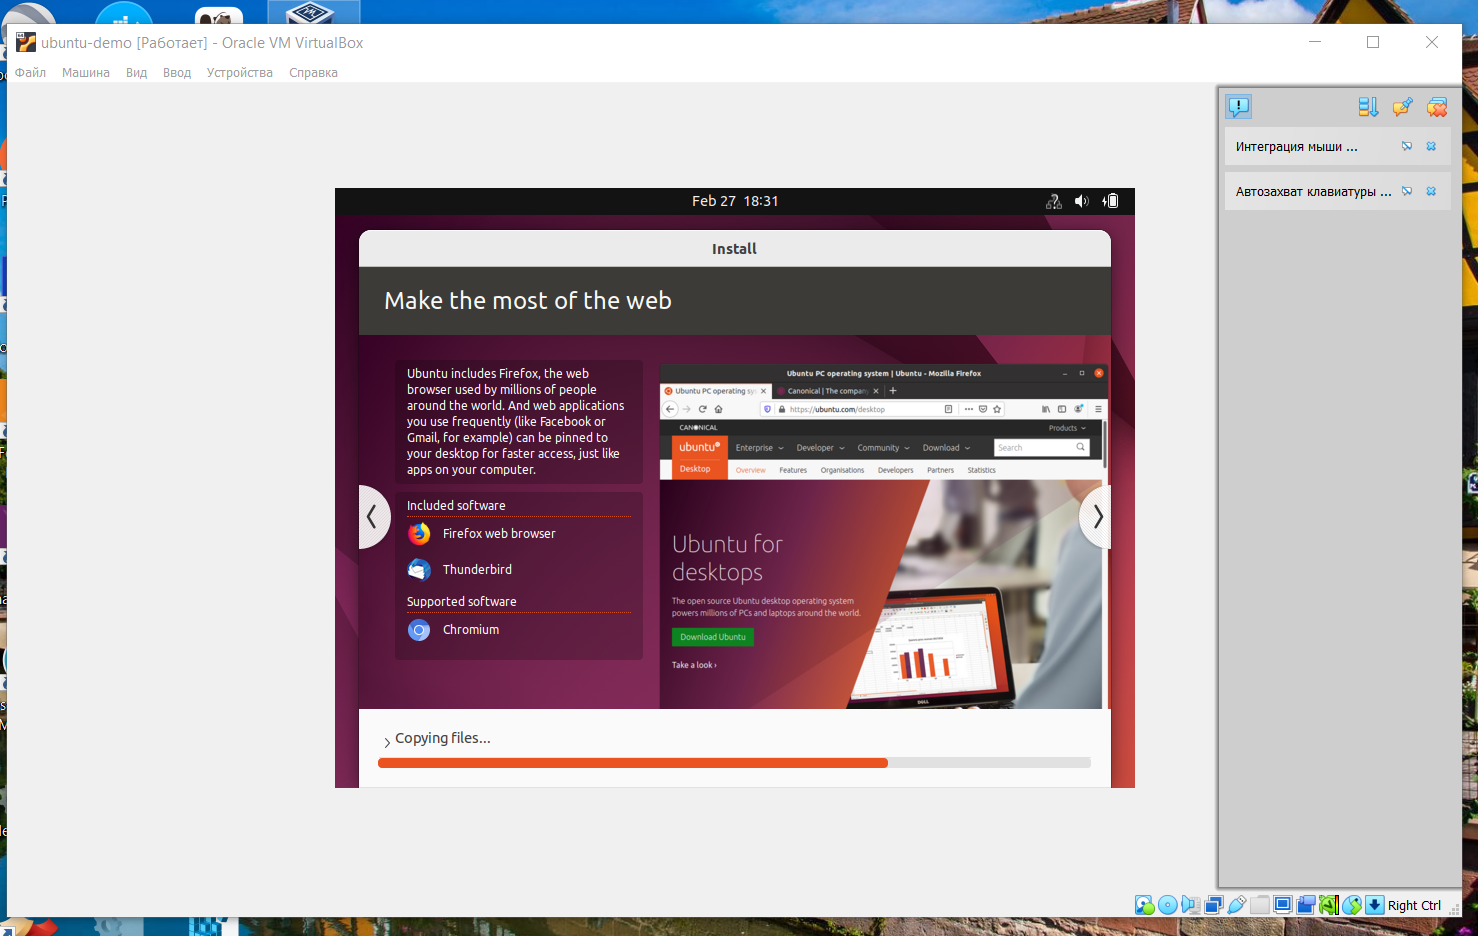 ubuntu-demo [Работает] - Oracle VM VirtualBox
Файл Машина Вид Ввод Устройства Справка
Интеграция мыши ...
Автозахват клавиатуры ...
Feb 27 18:31
Install
Make the most of the web
Ubuntu includes Firefox, the web
browser used by millions of people
around the world. And web applications
you use frequently (like Facebook or
Gmail, for example) can be pinned to
your desktop for faster access, just like
apps on your computer.
Included software
Firefox web browser
Thunderbird
Supported software
Chromium
Ubuntu PC operating system | Ubuntu - Mozilla Firefox
Ubuntu PC operating sy
Canonical | The company
https://ubuntu.com/desktop
CANONICAL
Products
ubuntu
Enterprise Developer Community Download
Search
Desktop
Overview Features Organisations Developers Partners Statistics
Ubuntu for
desktops
The open source Ubuntu desktop operating system
powers millions of PCs and laptops around the world.
Download Ubuntu
Take a look ›
DELL
Copying files...
Right Ctrl